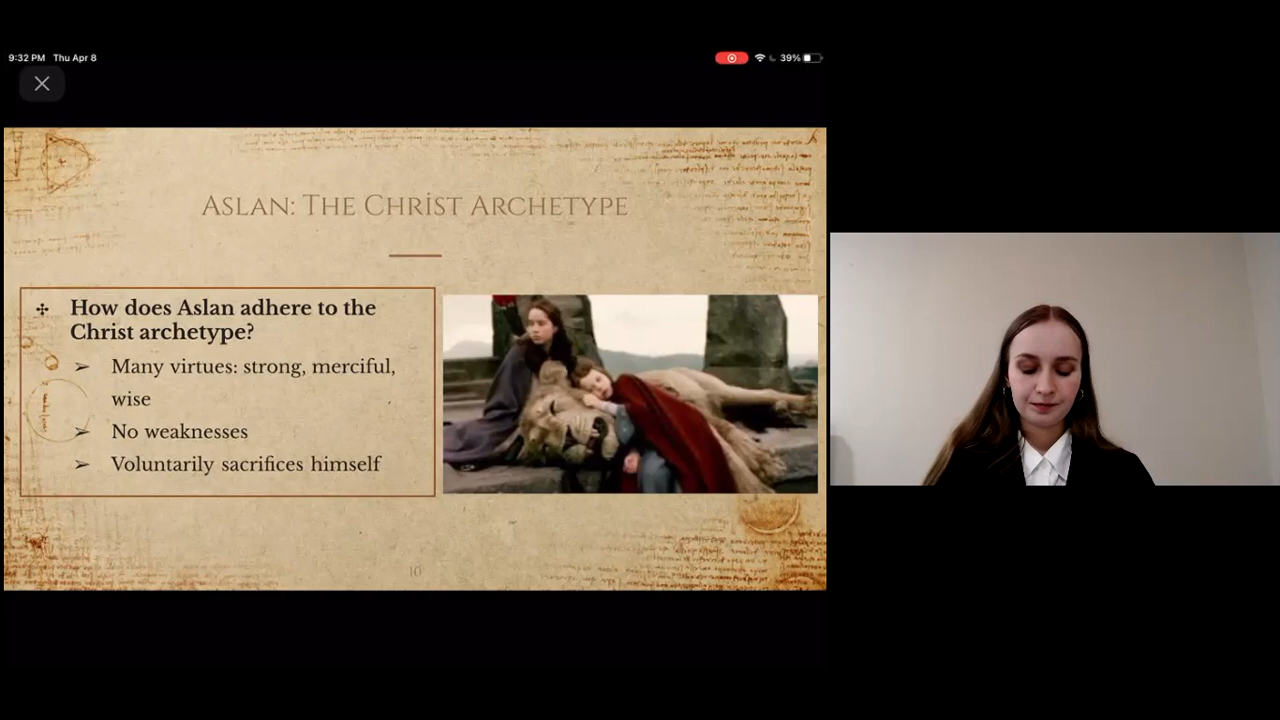 9:32 PM Thu Apr 8
39%
Aslan: The Christ Archetype
How does Aslan adhere to the
Christ archetype?
Many virtues: strong, merciful,
wise
No weaknesses
Voluntarily sacrifices himself
10